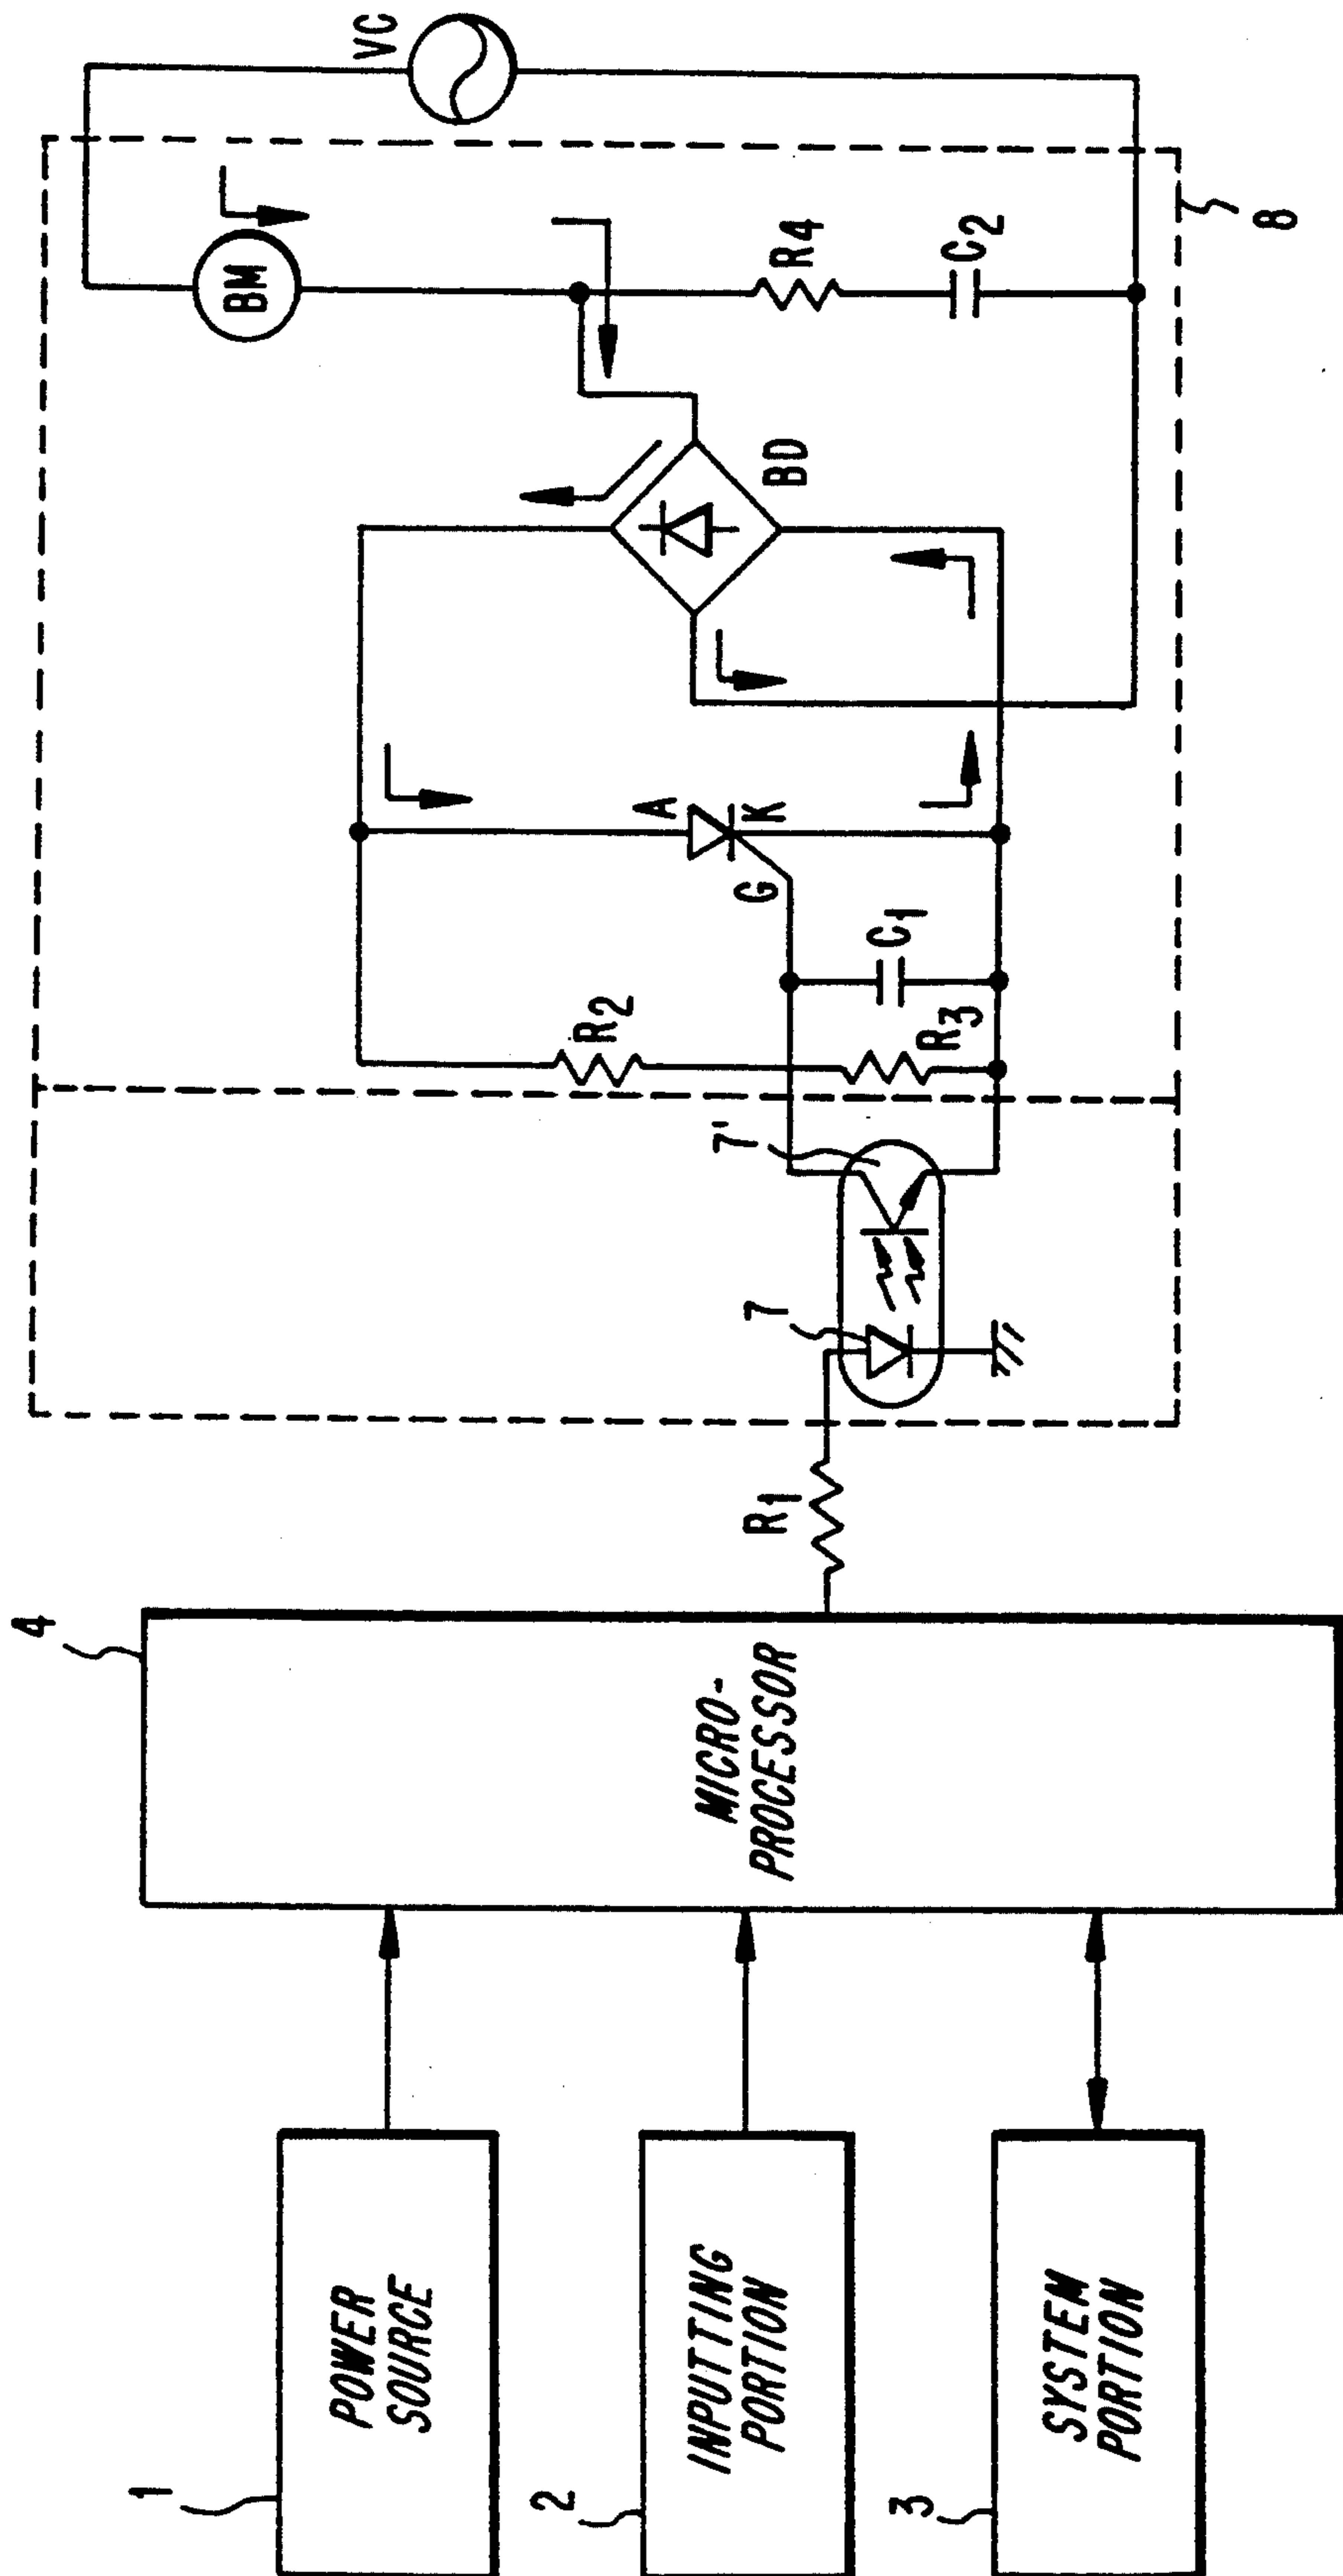 1
POWER
SOURCE
2
INPUTTING
PORTION
3
SYSTEM
PORTION
4
MICRO-
PROCESSOR
R1
7
7'
R2
R3
C1
G
A
K
BD
BM
R4
C2
VC
8